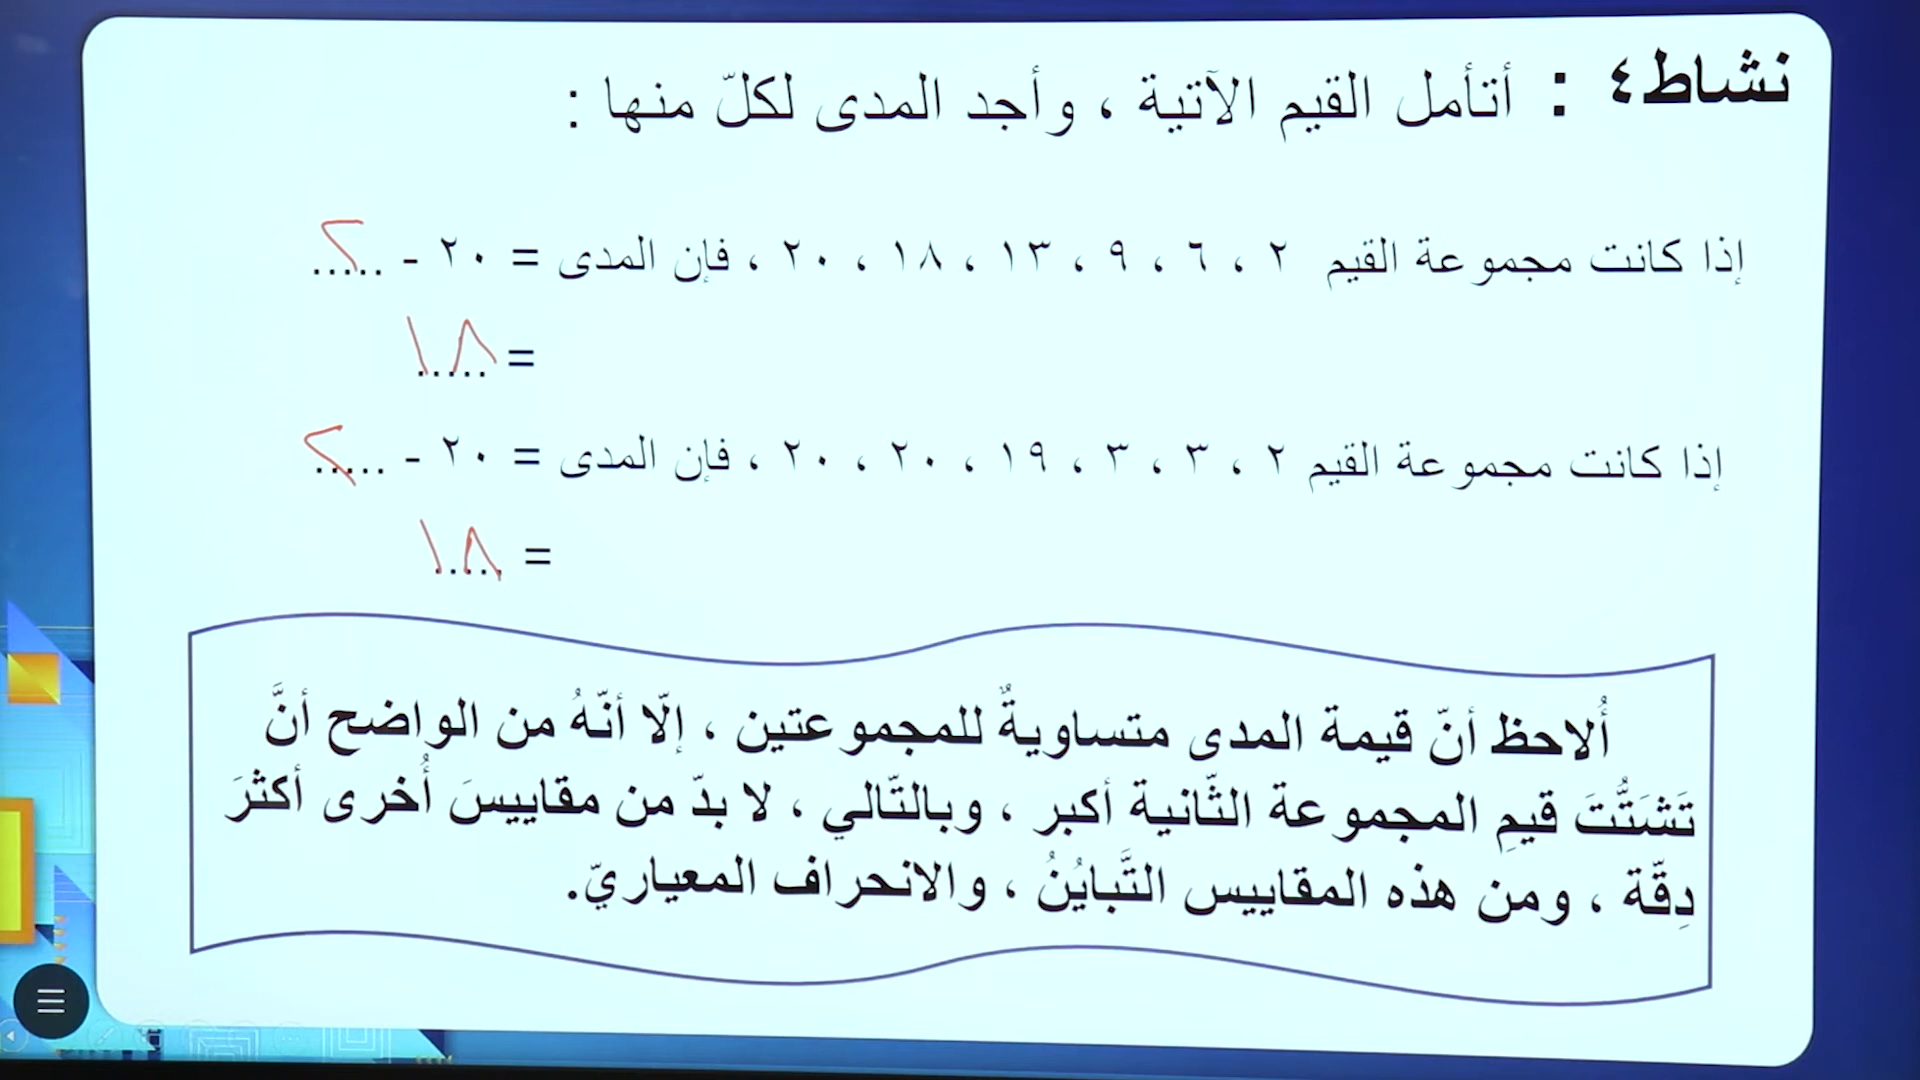 نشاط٤ : أتأمل القيم الآتية ، وأجد المدى لكلّ منها :
إذا كانت مجموعة القيم ٢ ، ٦ ، ٩ ، ١٣ ، ١٨ ، ٢٠ ، فإن المدى = ٢٠ - ..٢...
= ..١٨...
إذا كانت مجموعة القيم ٢ ، ٣ ، ٣ ، ١٩ ، ٢٠ ، ٢٠ ، فإن المدى = ٢٠ - ..٢...
= ..١٨...
أُلاحظ أنّ قيمة المدى متساويةٌ للمجموعتين ، إلّا أنّهُ من الواضح أنَّ
تَشَتُّتَ قيمِ المجموعة الثّانية أكبر ، وبالتّالي ، لا بدّ من مقاييسَ أُخرى أكثرَ
دِقّة ، ومن هذه المقاييس التَّبايُنُ ، والانحراف المعياريّ.